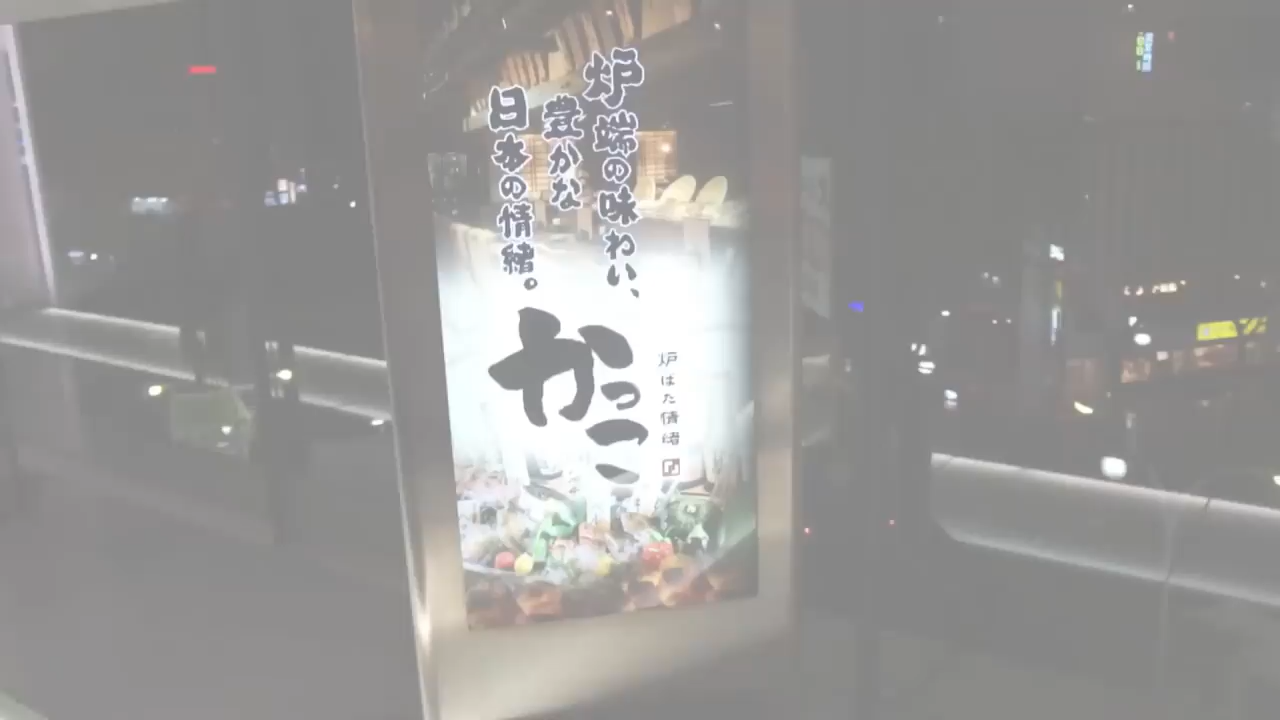 炉端の味わい、
豊かな
日本の情緒。
かっこ
炉ばた情緒